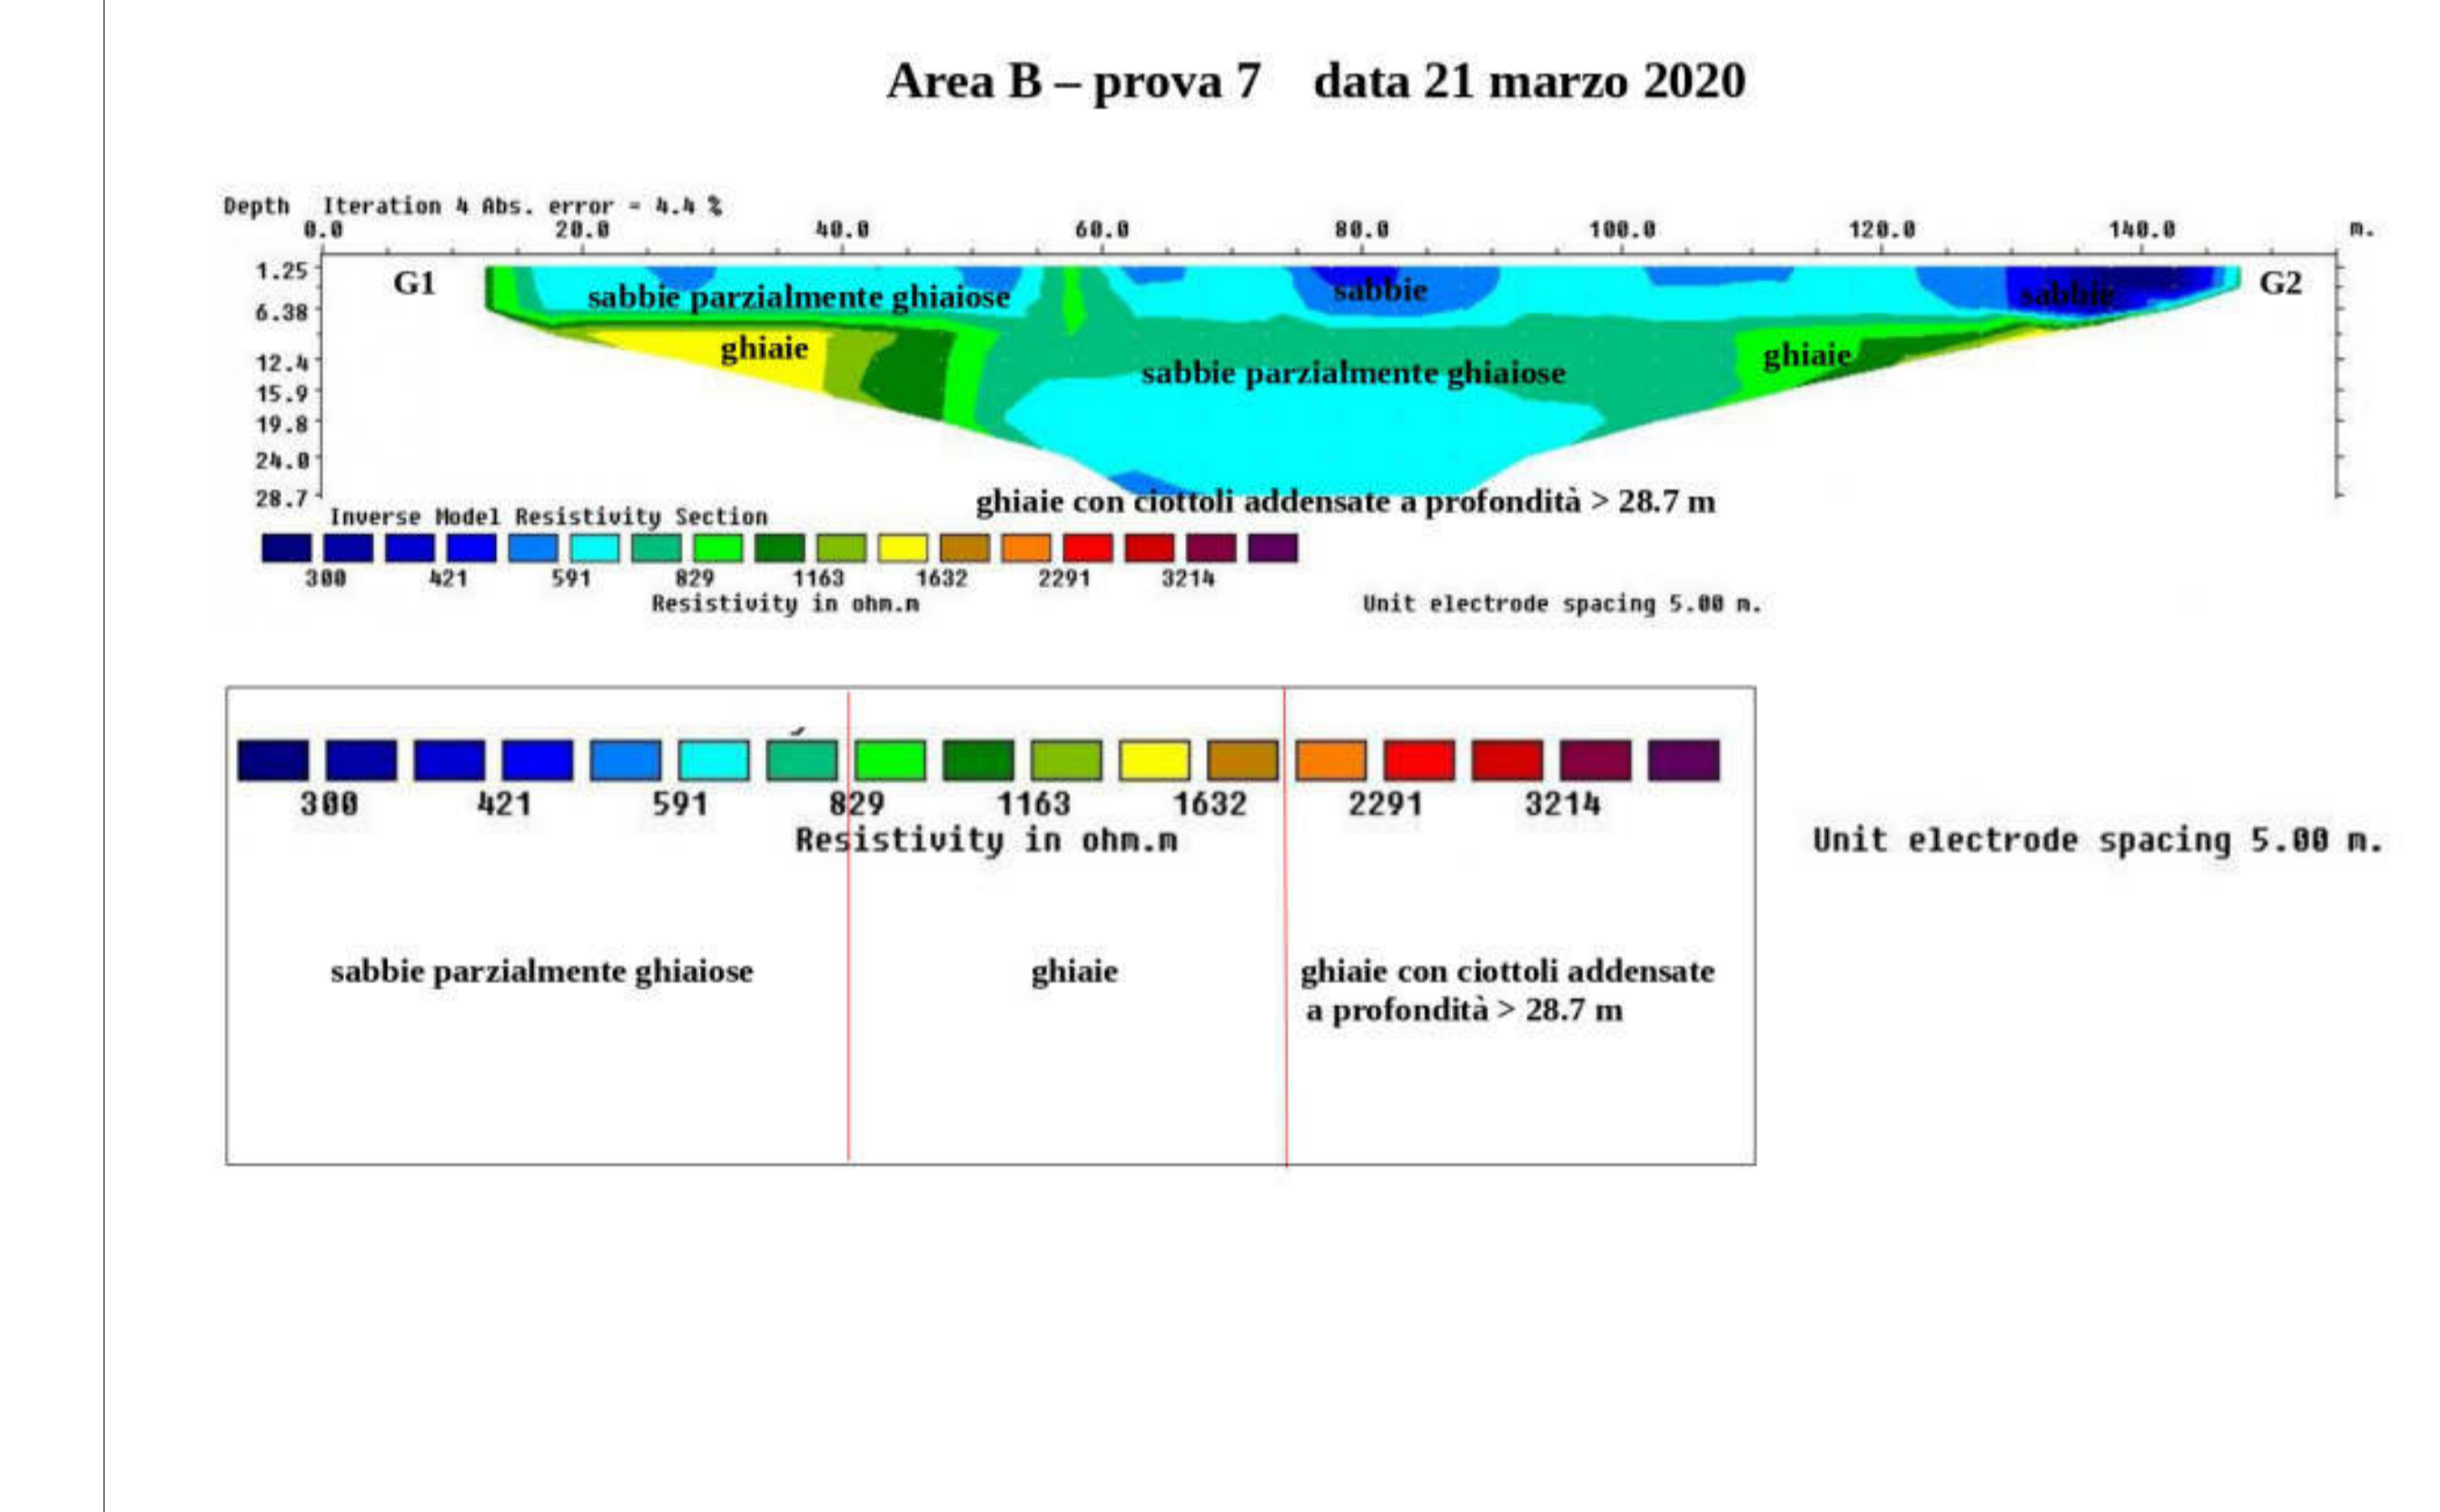 Area B – prova 7 data 21 marzo 2020
Depth Iteration 4 Abs. error = 4.4 %
0.0 20.0 40.0 60.0 80.0 100.0 120.0 140.0 m.
1.25
6.38
12.4
15.9
19.8
24.0
28.7
G1
G2
sabbie parzialmente ghiaiose
sabbie
sabbie
ghiaie
sabbie parzialmente ghiaiose
ghiaie
ghiaie con ciottoli addensate a profondità > 28.7 m
Inverse Model Resistivity Section
300 421 591 829 1163 1632 2291 3214
Resistivity in ohm.m
Unit electrode spacing 5.00 m.
300 421 591 829 1163 1632 2291 3214
Resistivity in ohm.m
Unit electrode spacing 5.00 m.
sabbie parzialmente ghiaiose
ghiaie
ghiaie con ciottoli addensate
a profondità > 28.7 m